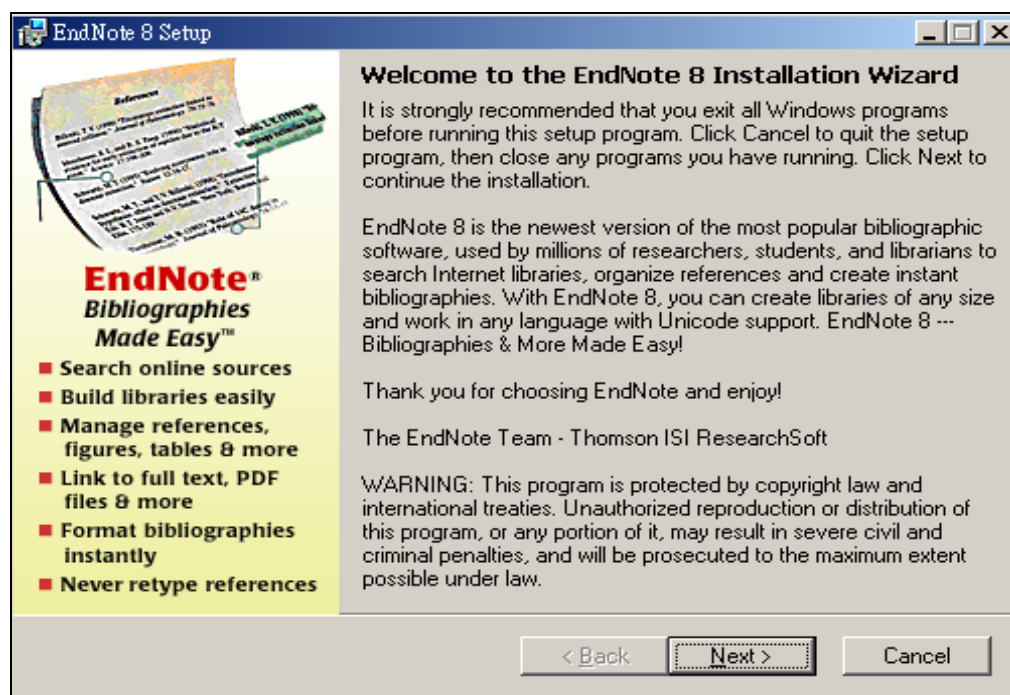 EndNote 8 Setup
References
EndNote®
Bibliographies
Made Easy™
Search online sources
Build libraries easily
Manage references,
figures, tables & more
Link to full text, PDF
files & more
Format bibliographies
instantly
Never retype references
Welcome to the EndNote 8 Installation Wizard
It is strongly recommended that you exit all Windows programs
before running this setup program. Click Cancel to quit the setup
program, then close any programs you have running. Click Next to
continue the installation.
EndNote 8 is the newest version of the most popular bibliographic
software, used by millions of researchers, students, and librarians to
search Internet libraries, organize references and create instant
bibliographies. With EndNote 8, you can create libraries of any size
and work in any language with Unicode support. EndNote 8 ---
Bibliographies & More Made Easy!
Thank you for choosing EndNote and enjoy!
The EndNote Team - Thomson ISI ResearchSoft
WARNING: This program is protected by copyright law and
international treaties. Unauthorized reproduction or distribution of
this program, or any portion of it, may result in severe civil and
criminal penalties, and will be prosecuted to the maximum extent
possible under law.
< Back
Next >
Cancel